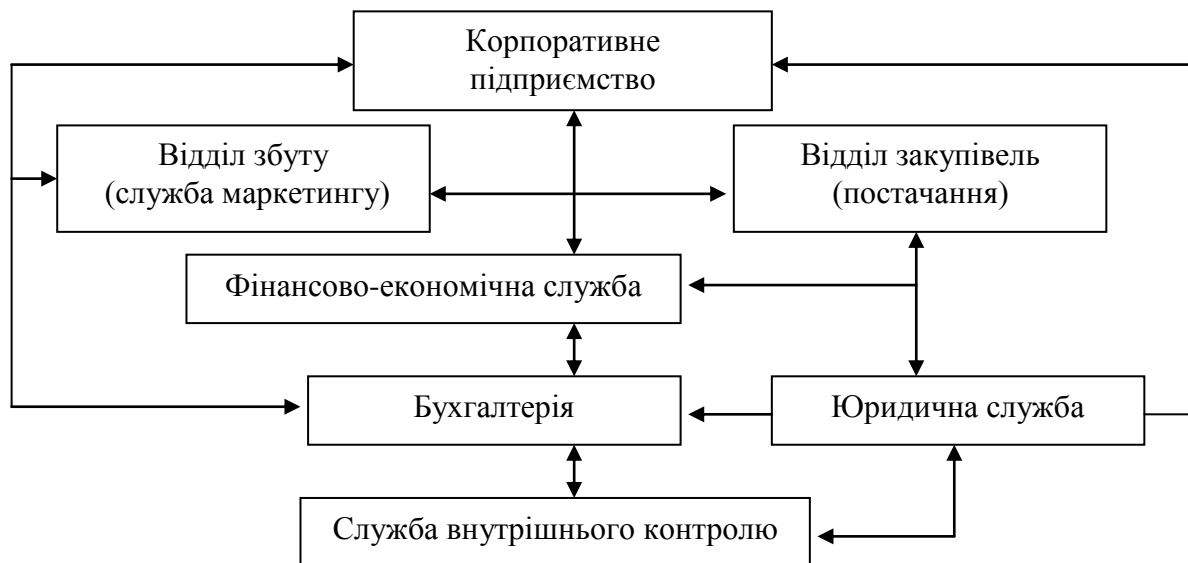 Корпоративне
підприємство
Відділ збуту
(служба маркетингу)
Відділ закупівель
(постачання)
Фінансово-економічна служба
Бухгалтерія
Юридична служба
Служба внутрішнього контролю